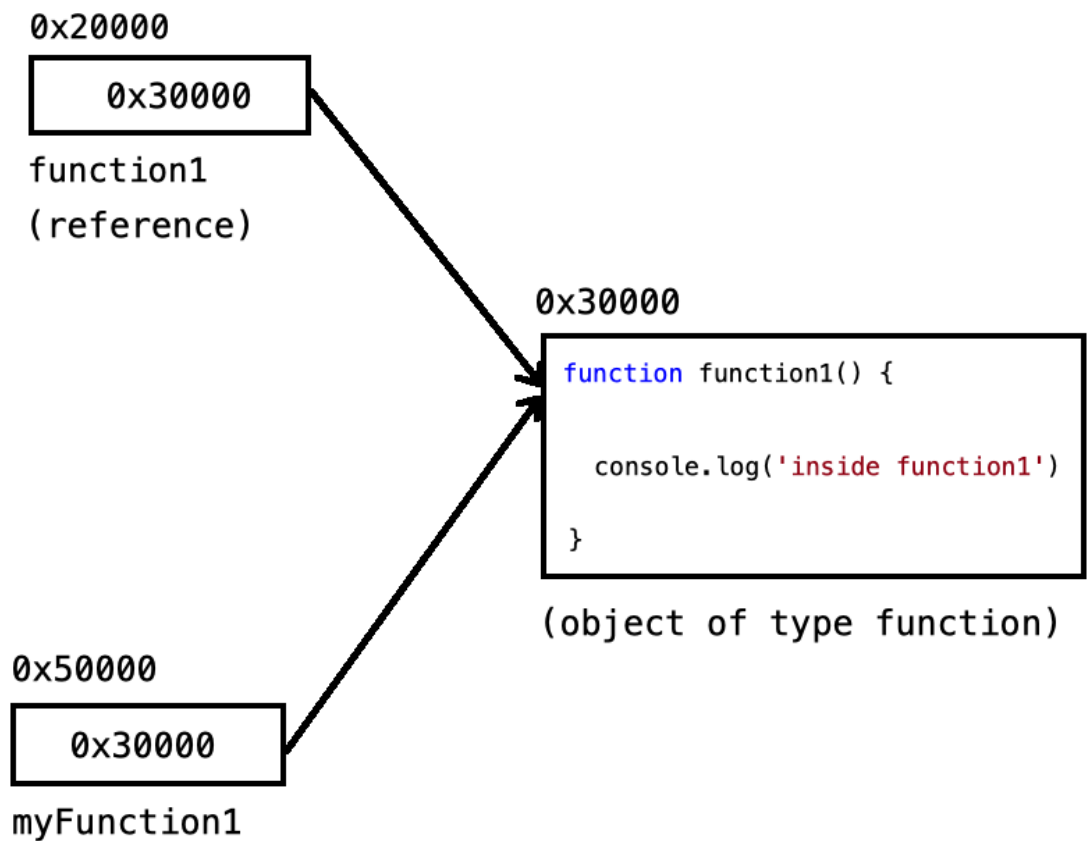 0x20000
0x30000
function1
(reference)
0x30000
function function1() {
console.log('inside function1')
}
(object of type function)
0x50000
0x30000
myFunction1